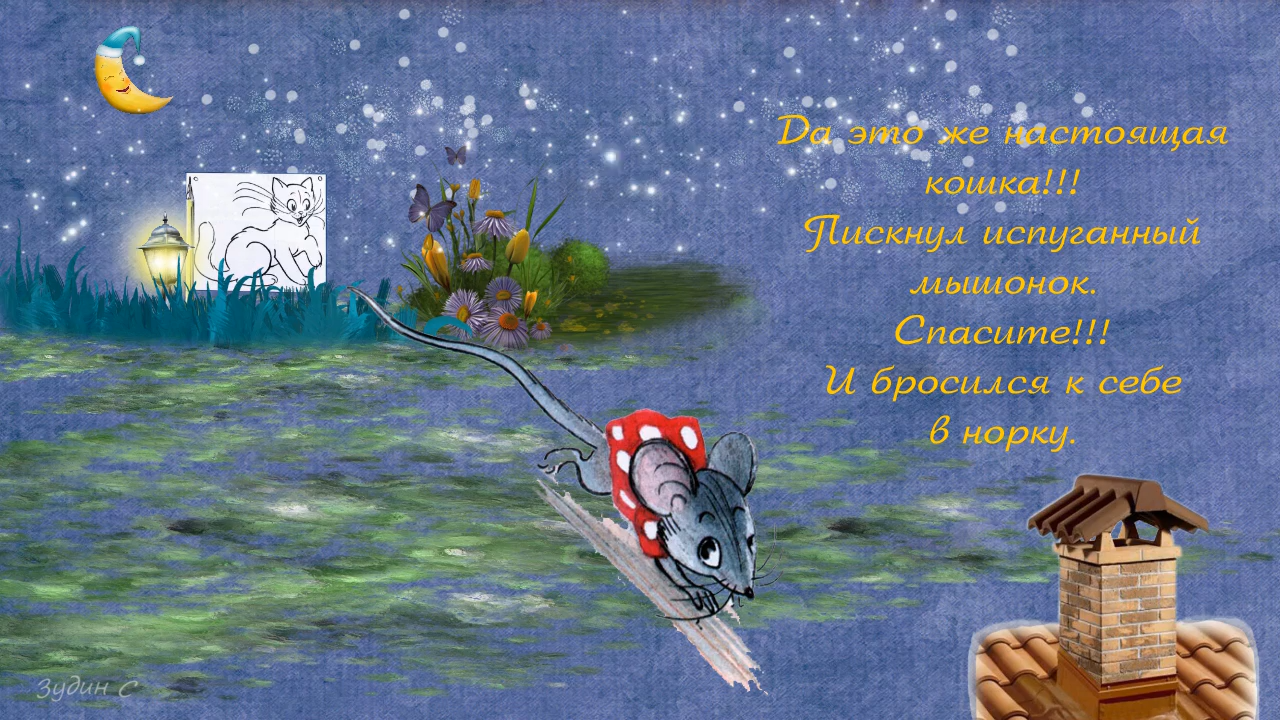 Да это же настоящая
кошка!!!
Пискнул испуганный
мышонок.
Спасите!!!
И бросился к себе
в норку.
Зудин С